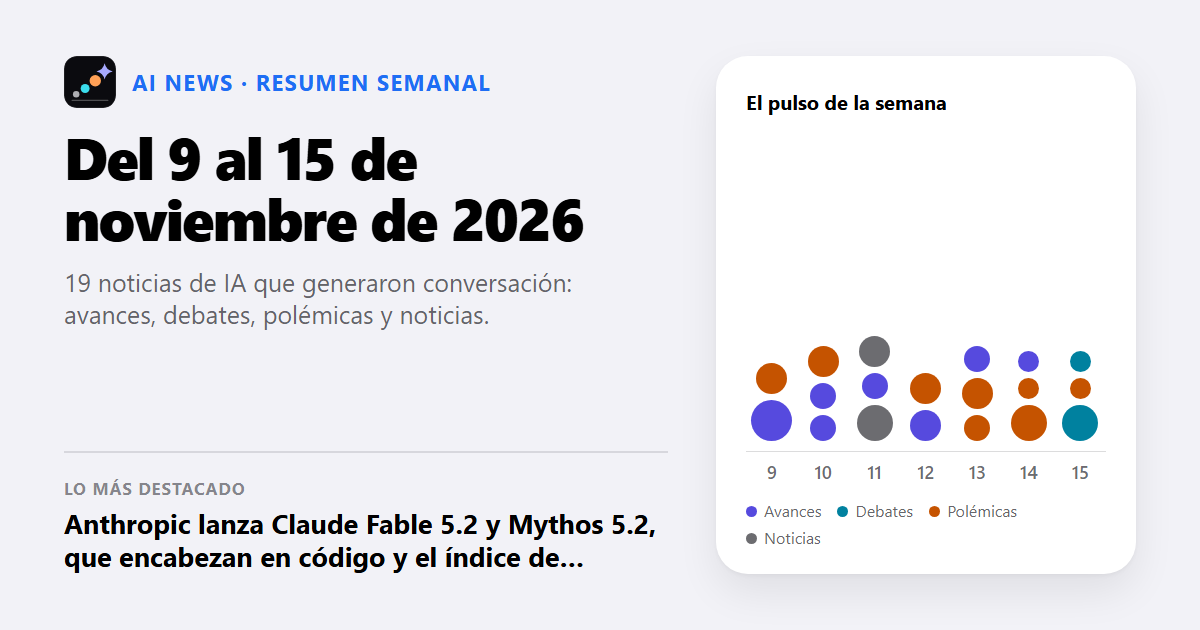 AI NEWS · RESUMEN SEMANAL
Del 9 al 15 de
noviembre de 2026
19 noticias de IA que generaron conversación:
avances, debates, polémicas y noticias.
LO MÁS DESTACADO
Anthropic lanza Claude Fable 5.2 y Mythos 5.2,
que encabezan en código y el índice de...
El pulso de la semana
9 10 11 12 13 14 15
Avances Debates Polémicas
Noticias